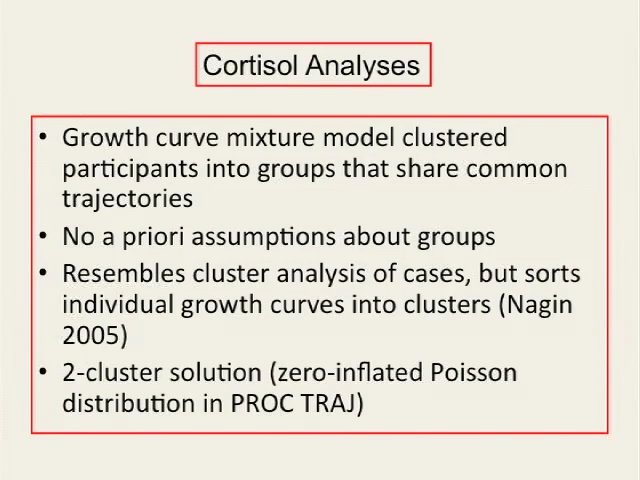 Cortisol Analyses
• Growth curve mixture model clustered
participants into groups that share common
trajectories
• No a priori assumptions about groups
• Resembles cluster analysis of cases, but sorts
individual growth curves into clusters (Nagin
2005)
• 2-cluster solution (zero-inflated Poisson
distribution in PROC TRAJ)